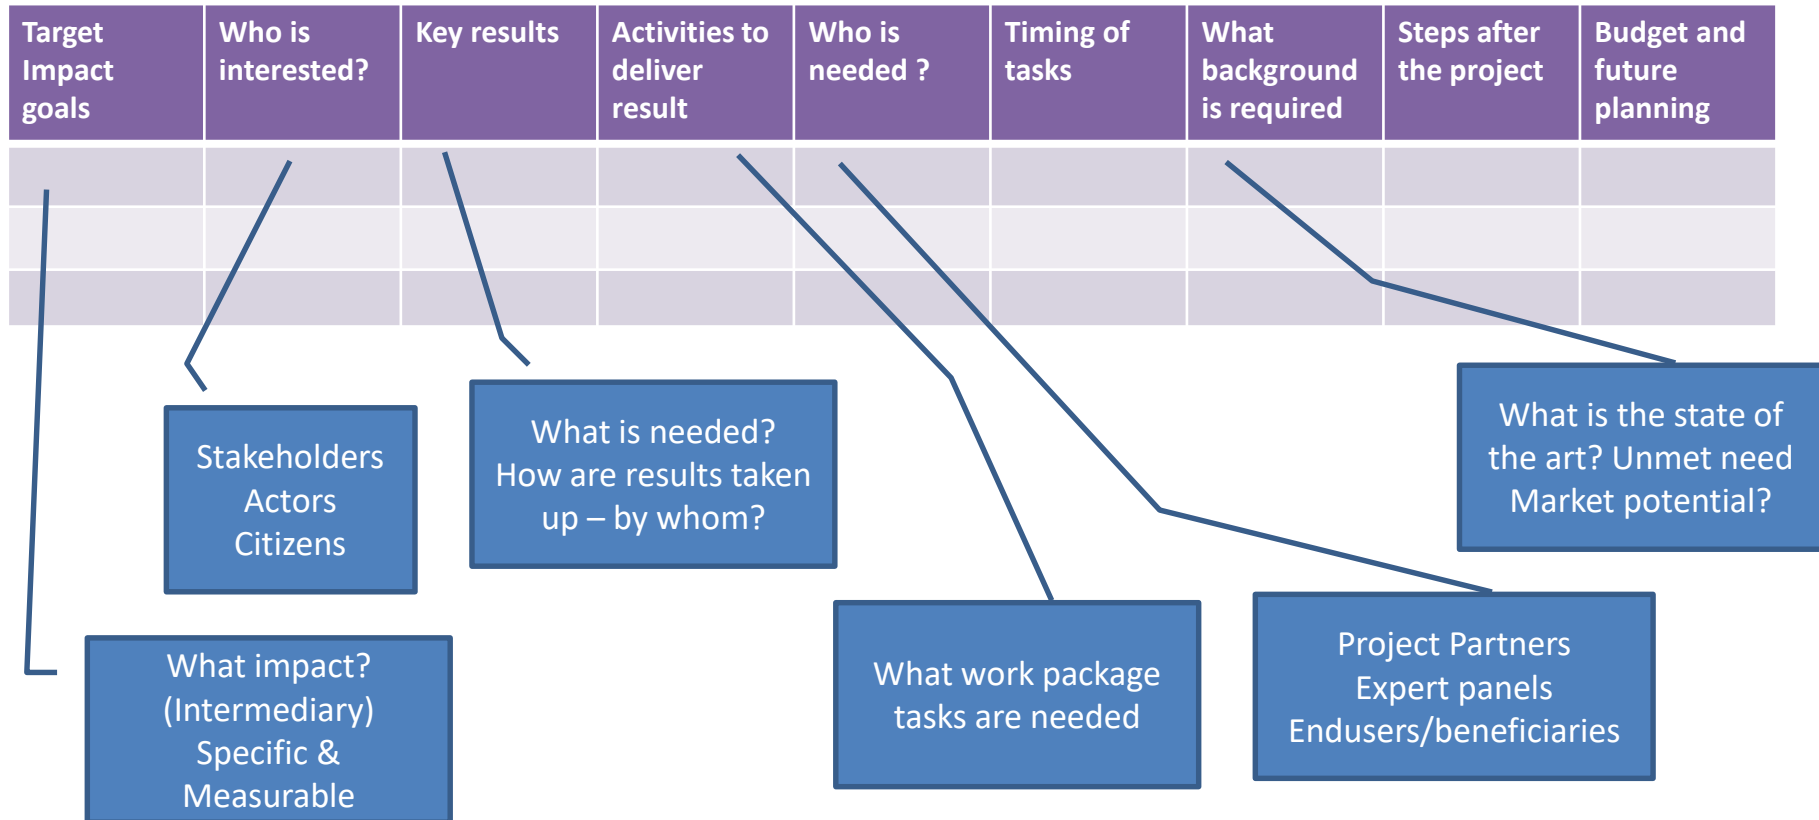 Target
Impact
goals
Who is
interested?
Key results
Activities to
deliver
result
Who is
needed ?
Timing of
tasks
What
background
is required
Steps after
the project
Budget and
future
planning
Stakeholders
Actors
Citizens
What is needed?
How are results taken
up – by whom?
What is the state of
the art? Unmet need
Market potential?
What impact?
(Intermediary)
Specific &
Measurable
What work package
tasks are needed
Project Partners
Expert panels
Endusers/beneficiaries